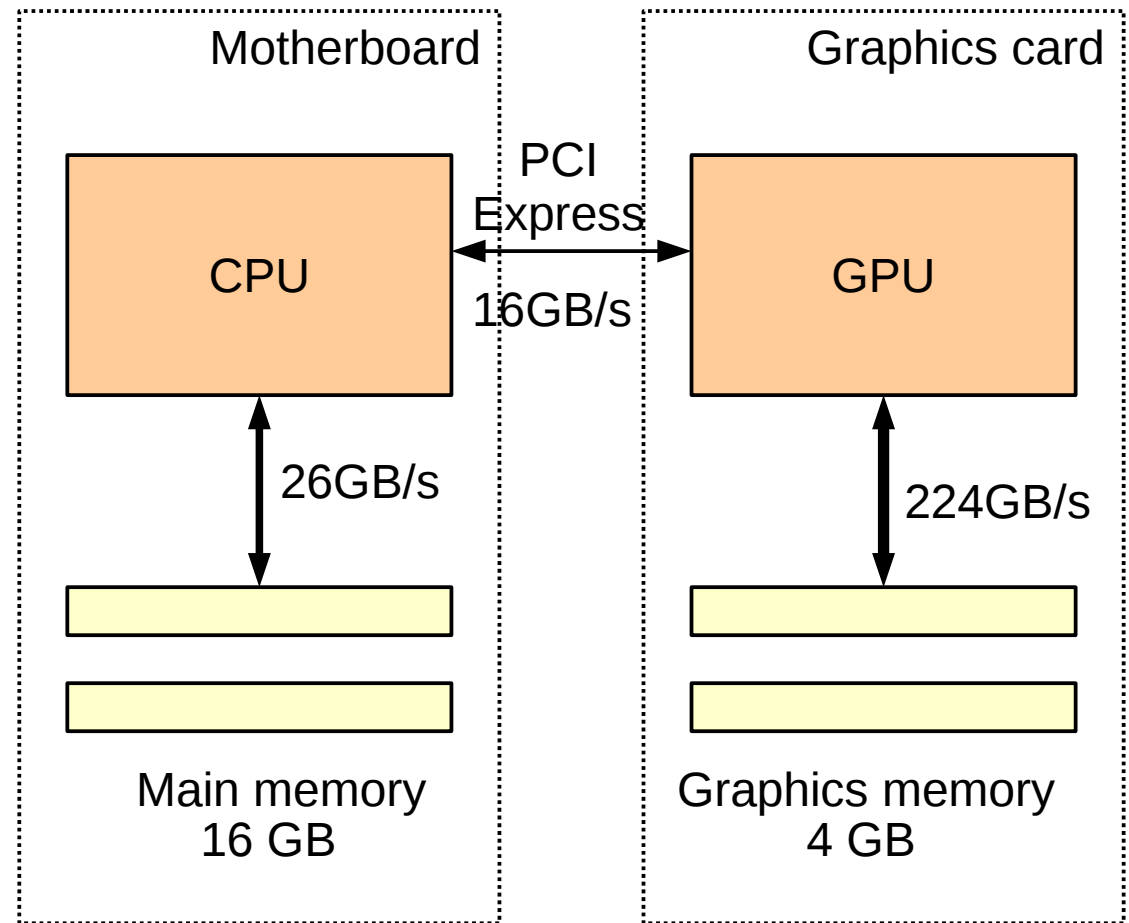 Motherboard
Graphics card
PCI
Express
CPU
GPU
16GB/s
26GB/s
224GB/s
Main memory
16 GB
Graphics memory
4 GB